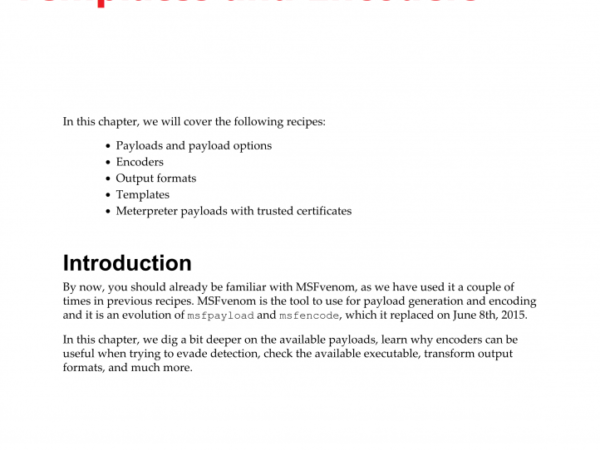 and
In this chapter, we will cover the following recipes:
• Payloads and payload options
• Encoders
• Output formats
• Templates
• Meterpreter payloads with trusted certificates
Introduction
By now, you should already be familiar with MSFvenom, as we have used it a couple of
times in previous recipes. MSFvenom is the tool to use for payload generation and encoding
and it is an evolution of msfpayload and msfencode, which it replaced on June 8th, 2015.
In this chapter, we dig a bit deeper on the available payloads, learn why encoders can be
useful when trying to evade detection, check the available executable, transform output
formats, and much more.